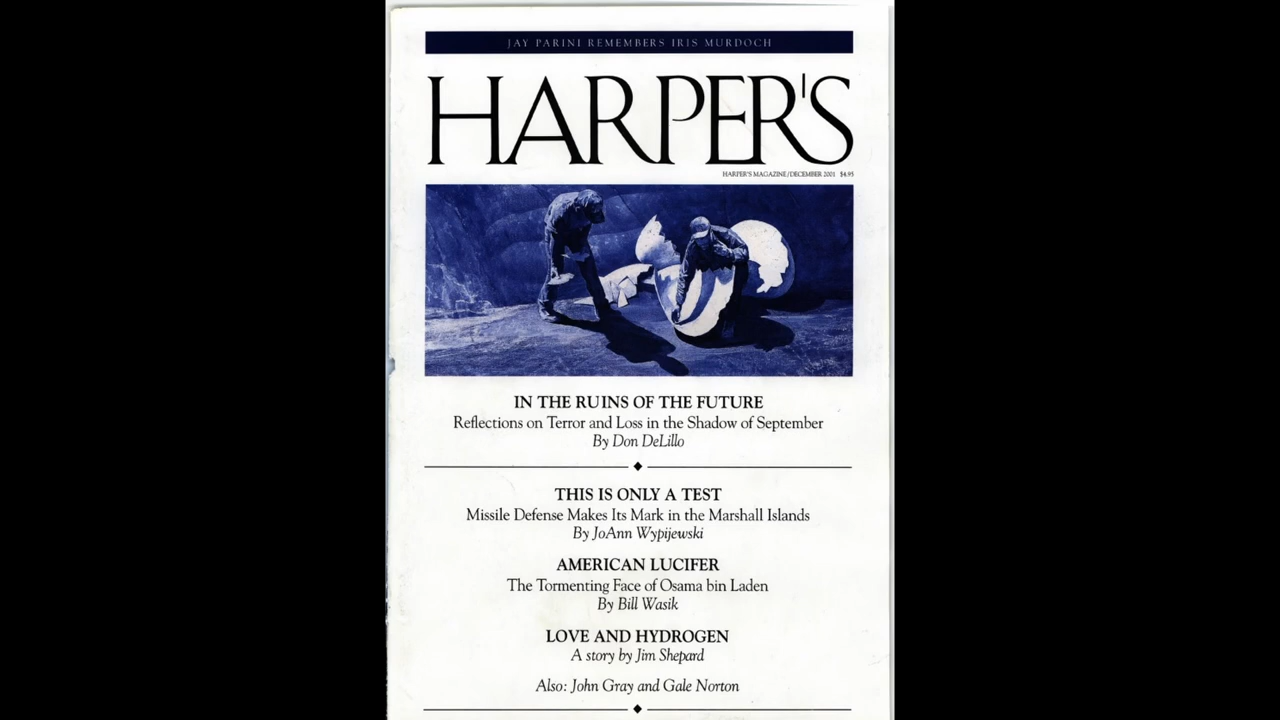 JAY PARINI REMEMBERS IRIS MURDOCH
HARPER'S
HARPER'S MAGAZINE/DECEMBER 2001 $4.95
IN THE RUINS OF THE FUTURE
Reflections on Terror and Loss in the Shadow of September
By Don DeLillo
THIS IS ONLY A TEST
Missile Defense Makes Its Mark in the Marshall Islands
By JoAnn Wypijewski
AMERICAN LUCIFER
The Tormenting Face of Osama bin Laden
By Bill Wasik
LOVE AND HYDROGEN
A story by Jim Shepard
Also: John Gray and Gale Norton